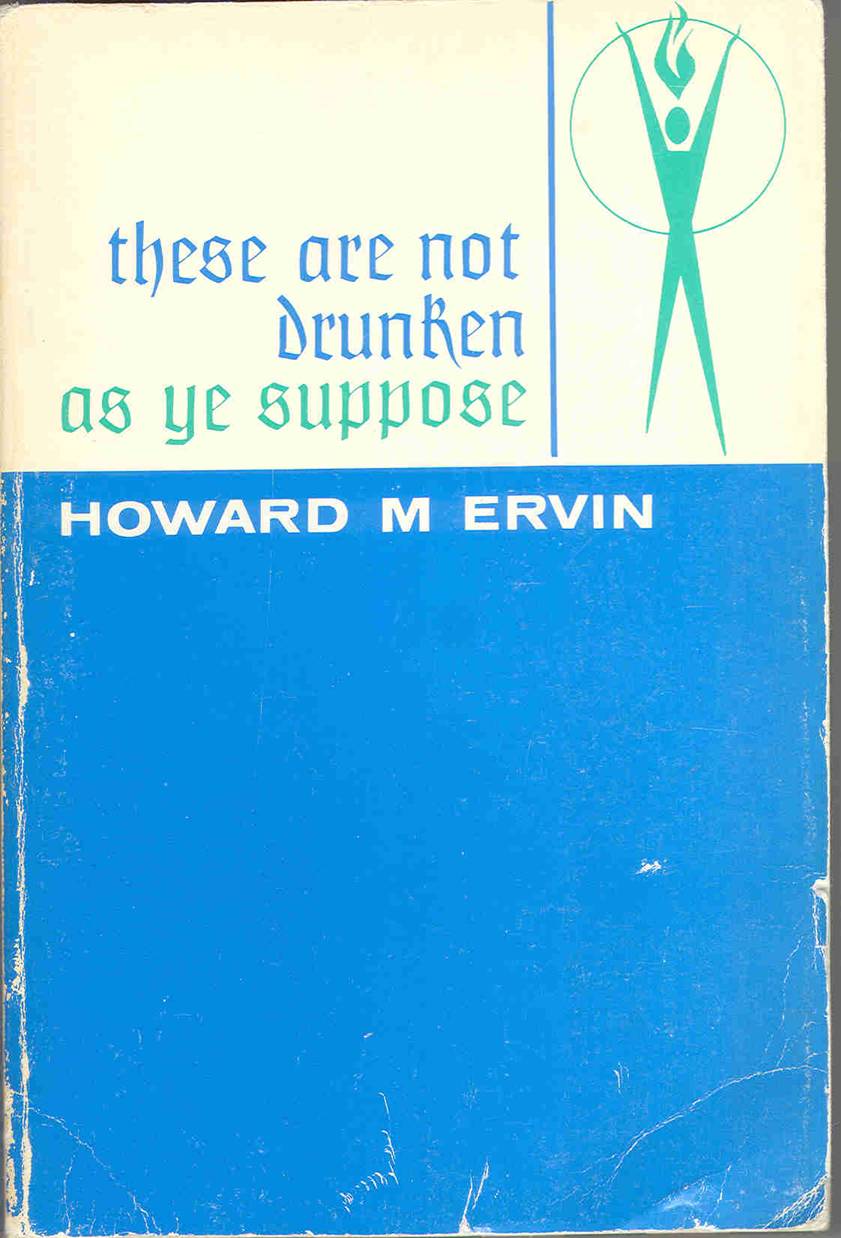 these are not
drunken
as ye suppose
HOWARD M ERVIN